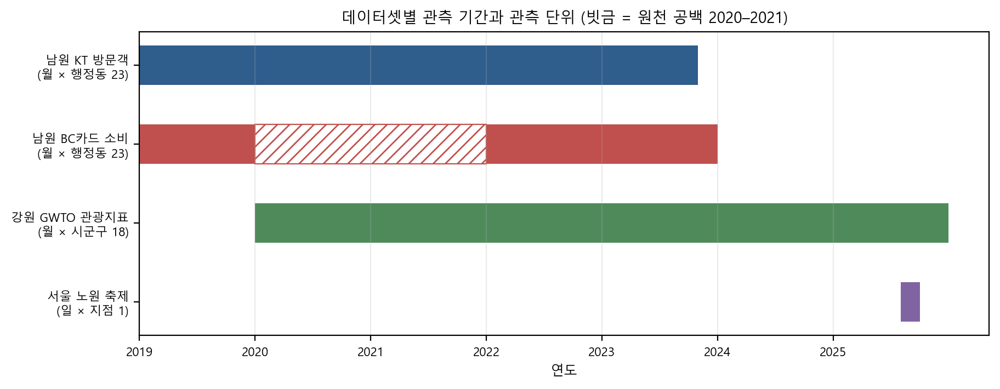 데이터셋별 관측 기간과 관측 단위 (빗금 = 원천 공백 2020–2021)
남원 KT 방문객
(월 × 행정동 23)
남원 BC카드 소비
(월 × 행정동 23)
강원 GWTO 관광지표
(월 × 시군구 18)
서울 노원 축제
(일 × 지점 1)
2019 2020 2021 2022 2023 2024 2025
연도